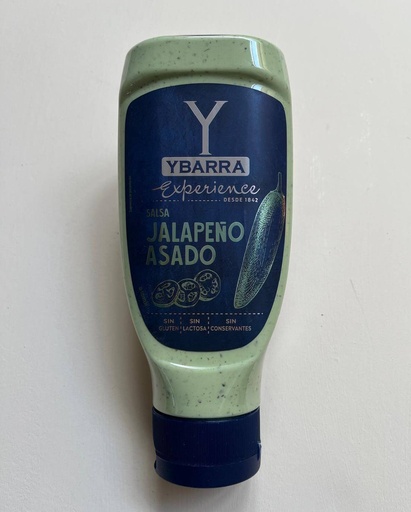 Y
YBARRA
Experience
DESDE 1842
SALSA
JALAPEÑO
ASADO
SIN GLUTEN
SIN LACTOSA
SIN CONSERVANTES